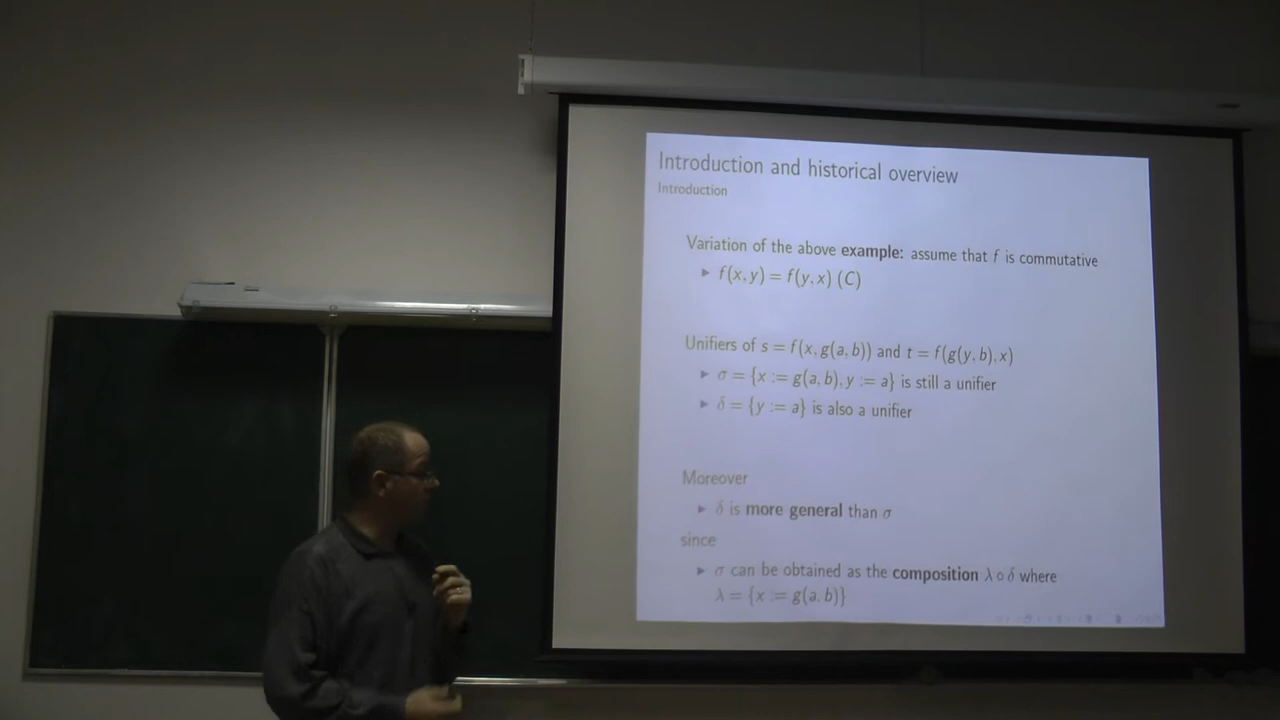 Introduction and historical overview
Introduction
Variation of the above example: assume that f is commutative
▸ f(x,y) = f(y,x) (C)
Unifiers of s = f(x,g(a,b)) and t = f(g(y,b),x)
▸ σ = {x := g(a,b), y := a} is still a unifier
▸ δ = {y := a} is also a unifier
Moreover
▸ δ is more general than σ
since
▸ σ can be obtained as the composition λ ∘ δ where
λ = {x := g(a,b)}